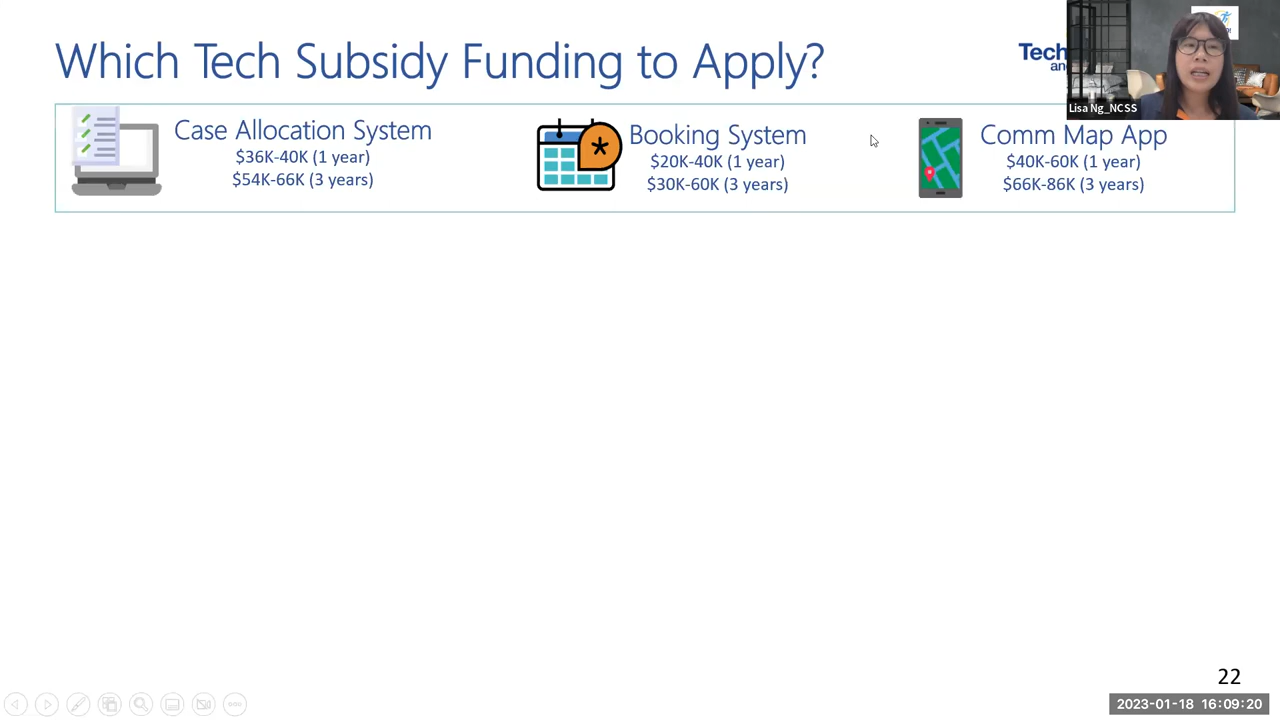 Which Tech Subsidy Funding to Apply?
Tech
an
Lisa Ng_NCSS
Case Allocation System
$36K-40K (1 year)
$54K-66K (3 years)
Booking System
$20K-40K (1 year)
$30K-60K (3 years)
Comm Map App
$40K-60K (1 year)
$66K-86K (3 years)
22
2023-01-18 16:09:20